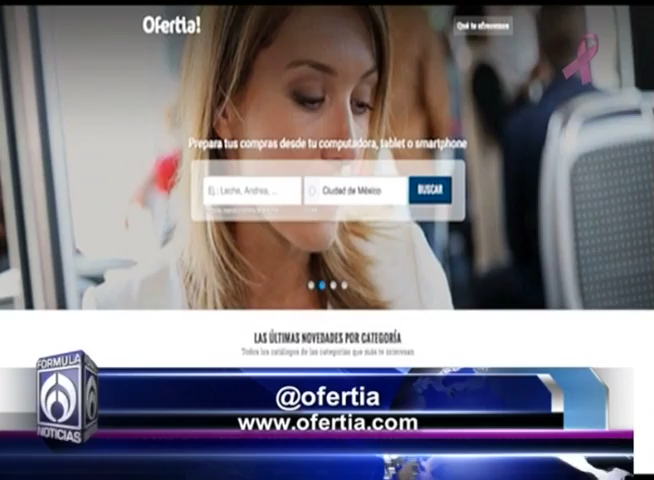 Ofertia!
Qué te ofrecemos
Prepara tus compras desde tu computadora, tablet o smartphone
Ej.: Leche, Andrea, ...
Ciudad de México
BUSCAR
LAS ÚLTIMAS NOVEDADES POR CATEGORÍA
Todos los catálogos de las categorías que más te interesan
FORMULA
NOTICIAS
@ofertia
www.ofertia.com